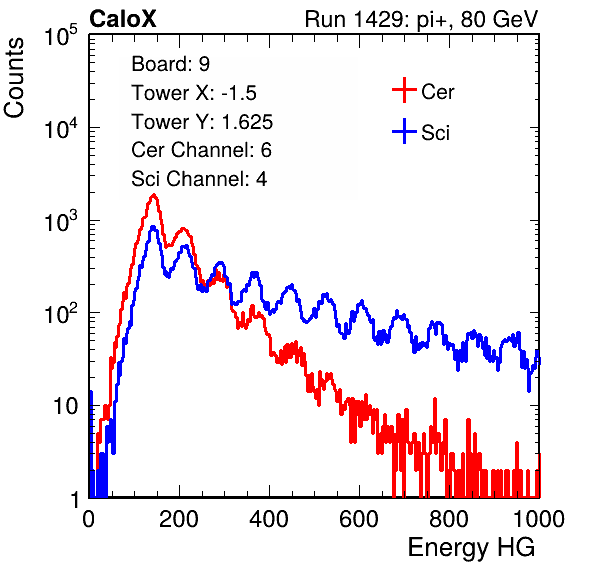 CaloX Run 1429: pi+, 80 GeV
Counts
Board: 9
Tower X: -1.5
Tower Y: 1.625
Cer Channel: 6
Sci Channel: 4
Cer
Sci
10^5
10^4
10^3
10^2
10
1
0 200 400 600 800 1000
Energy HG